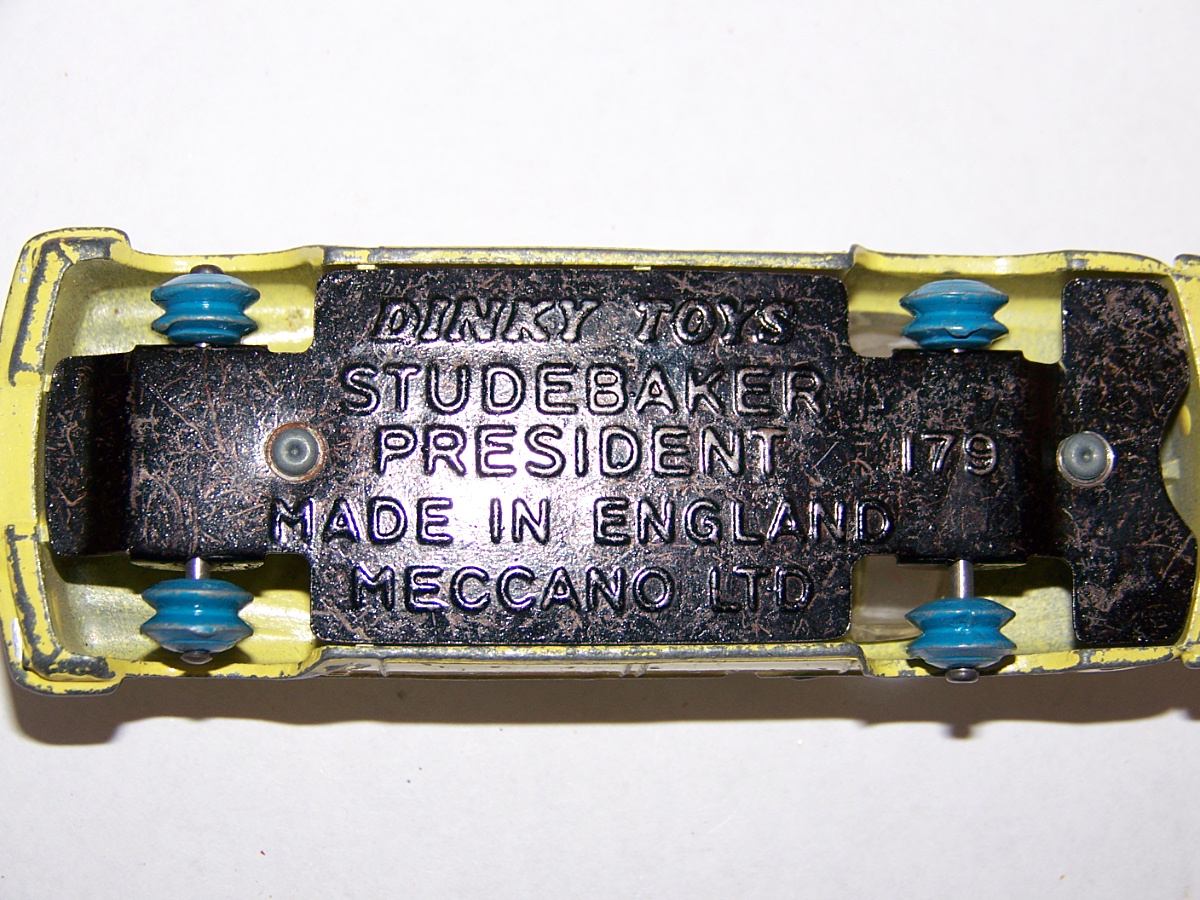 DINKY TOYS
STUDEBAKER
PRESIDENT 179
MADE IN ENGLAND
MECCANO LTD